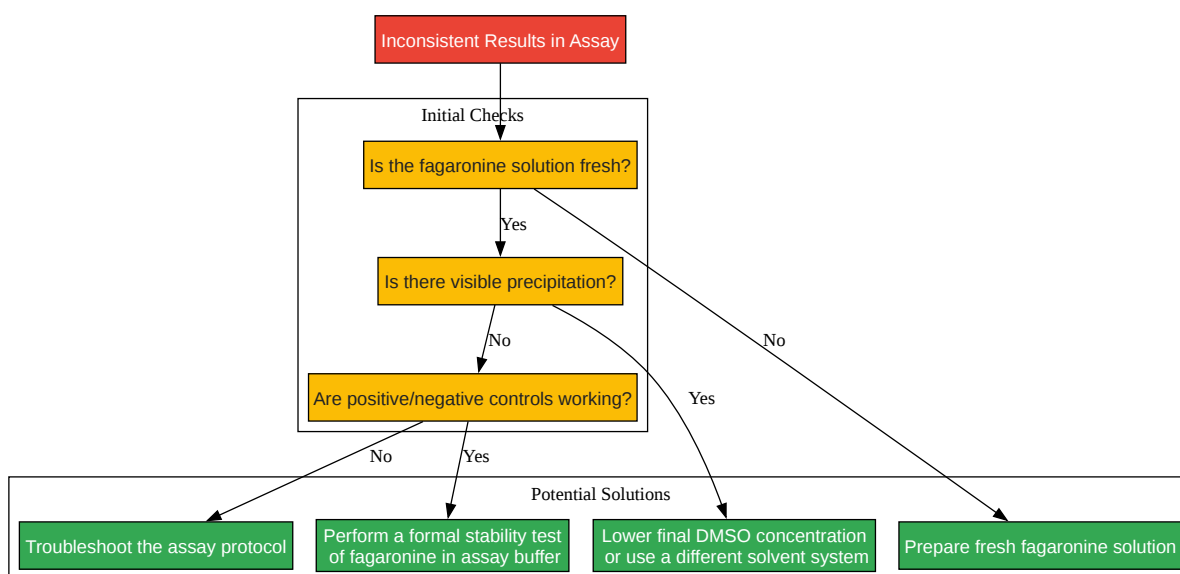 Inconsistent Results in Assay
Initial Checks
Is the fagaronine solution fresh?
Yes
Is there visible precipitation?
No
No
Are positive/negative controls working?
Yes
No
Yes
Potential Solutions
Troubleshoot the assay protocol
Perform a formal stability test
of fagaronine in assay buffer
Lower final DMSO concentration
or use a different solvent system
Prepare fresh fagaronine solution